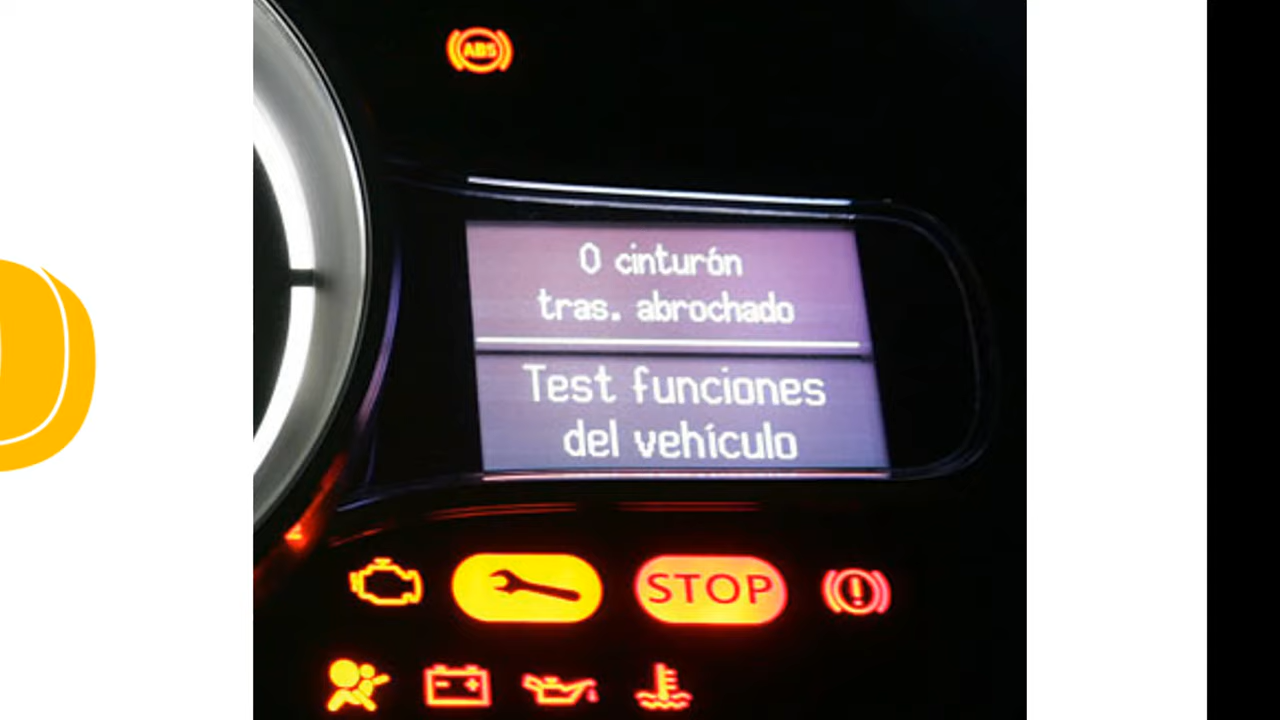 ABS
0 cinturón
tras. abrochado
Test funciones
del vehículo
STOP